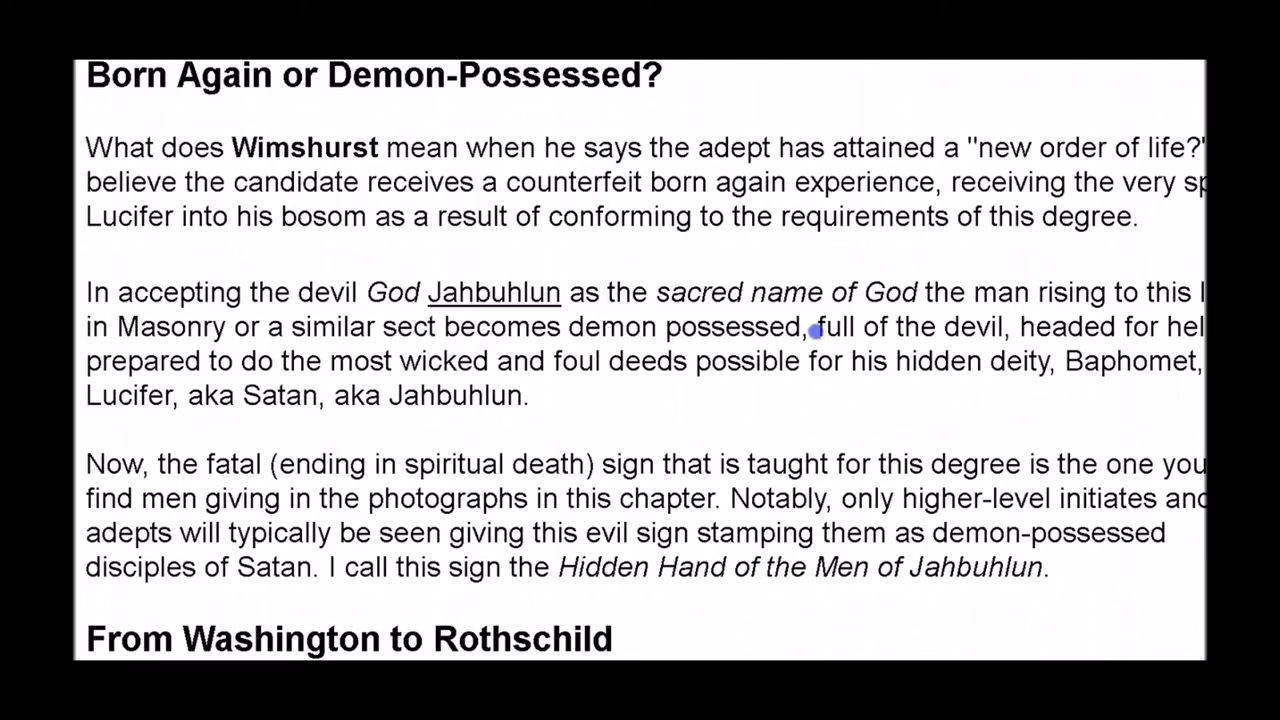 Born Again or Demon-Possessed?
What does Wimshurst mean when he says the adept has attained a "new order of life?"
believe the candidate receives a counterfeit born again experience, receiving the very
Lucifer into his bosom as a result of conforming to the requirements of this degree.
In accepting the devil God Jahbuhlun as the sacred name of God the man rising to this
in Masonry or a similar sect becomes demon possessed, full of the devil, headed for
prepared to do the most wicked and foul deeds possible for his hidden deity, Baphomet,
Lucifer, aka Satan, aka Jahbuhlun.
Now, the fatal (ending in spiritual death) sign that is taught for this degree is the one you
find men giving in the photographs in this chapter. Notably, only higher-level initiates and
adepts will typically be seen giving this evil sign stamping them as demon-possessed
disciples of Satan. I call this sign the Hidden Hand of the Men of Jahbuhlun.
From Washington to Rothschild